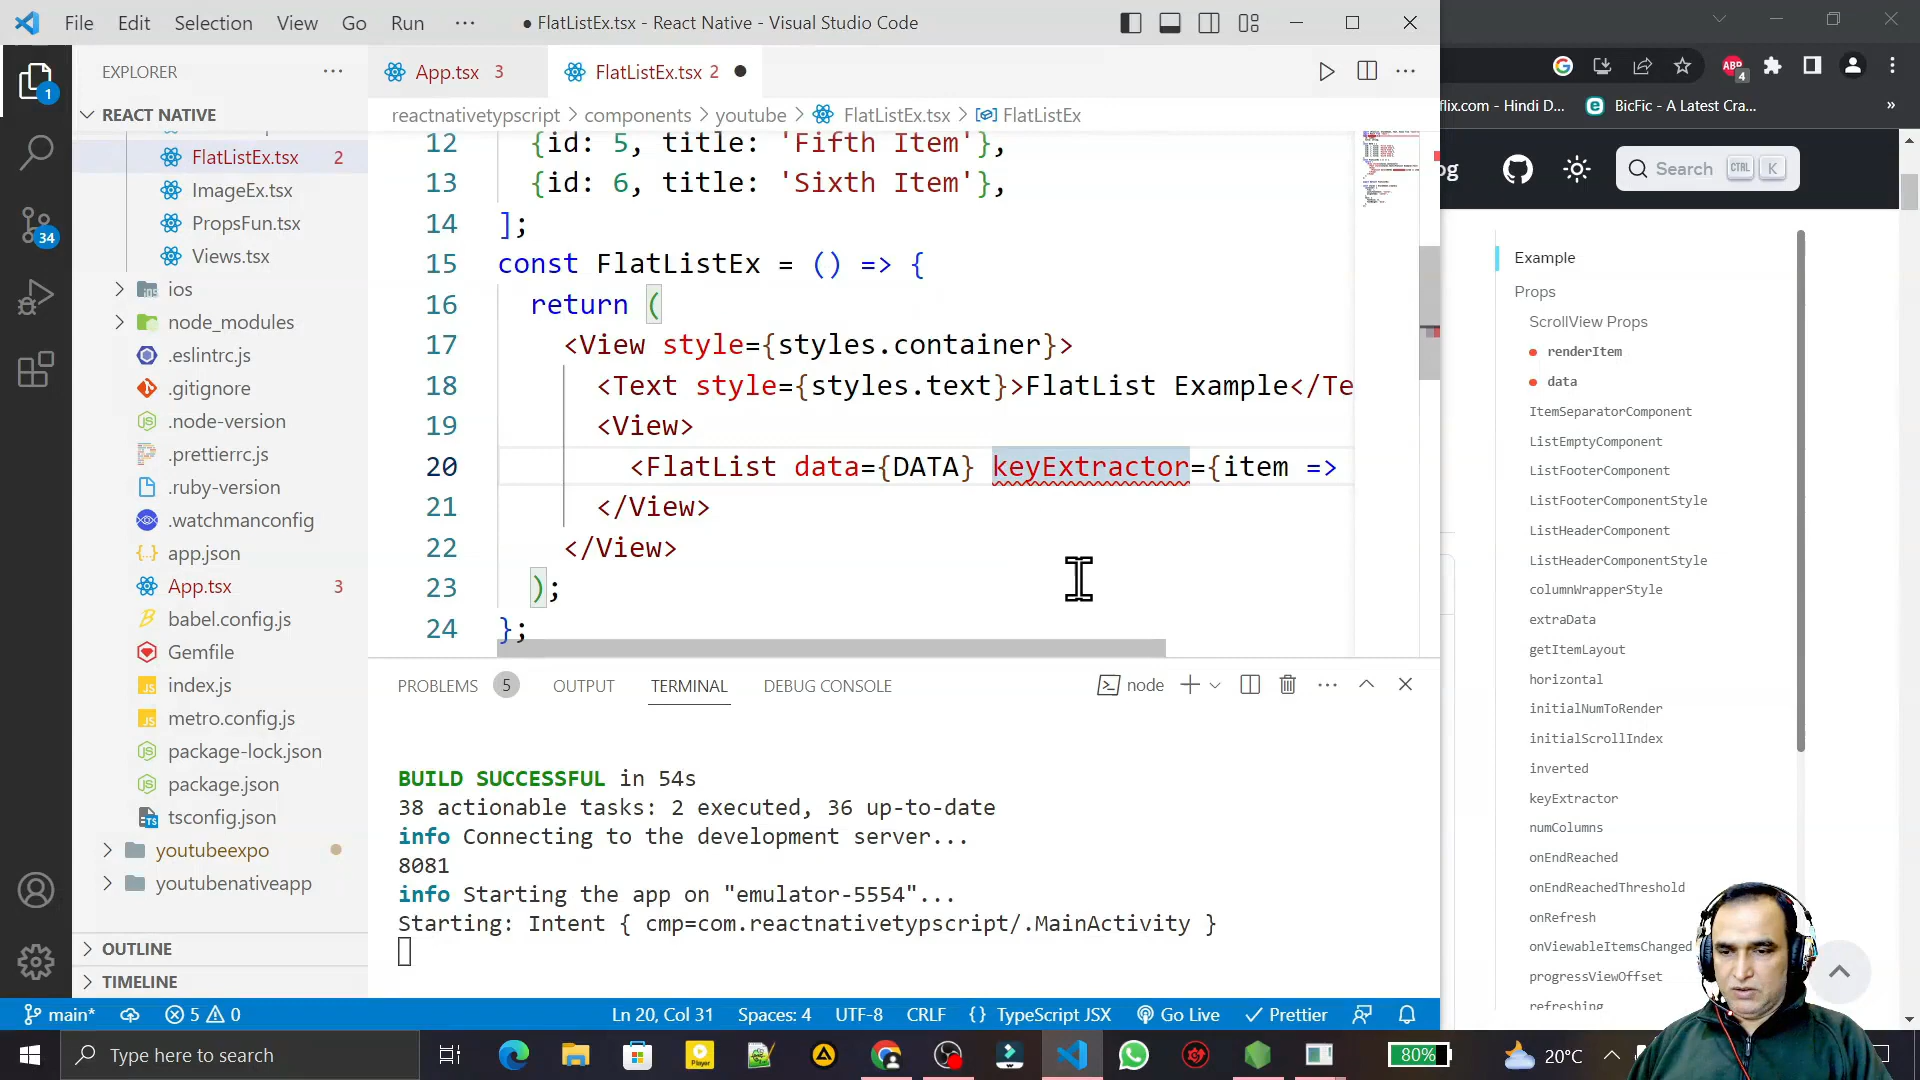 File Edit Selection View Go Run ···
● FlatListEx.tsx - React Native - Visual Studio Code
EXPLORER ···
REACT NATIVE
FlatListEx.tsx 2
ImageEx.tsx
PropsFun.tsx
Views.tsx
ios
node_modules
.eslintrc.js
.gitignore
.node-version
.prettierrc.js
.ruby-version
.watchmanconfig
app.json
App.tsx 3
babel.config.js
Gemfile
index.js
metro.config.js
package-lock.json
package.json
tsconfig.json
youtubeexpo
youtubenativeapp
OUTLINE
TIMELINE
1
34
App.tsx 3
FlatListEx.tsx 2 ●
reactnativetypscript > components > youtube > FlatListEx.tsx > FlatListEx
12 {id: 5, title: 'Fifth Item'},
13 {id: 6, title: 'Sixth Item'},
14 ];
15 const FlatListEx = () => {
16 return (
17 <View style={styles.container}>
18 <Text style={styles.text}>FlatList Example</Te
19 <View>
20 <FlatList data={DATA} keyExtractor={item =>
21 </View>
22 </View>
23 );
24 };
PROBLEMS 5 OUTPUT TERMINAL DEBUG CONSOLE
node
BUILD SUCCESSFUL in 54s
38 actionable tasks: 2 executed, 36 up-to-date
info Connecting to the development server...
8081
info Starting the app on "emulator-5554"...
Starting: Intent { cmp=com.reactnativetypscript/.MainActivity }
main* 5 0 Ln 20, Col 31 Spaces: 4 UTF-8 CRLF {} TypeScript JSX Go Live Prettier
ABP 4
flix.com - Hindi D... BicFic - A Latest Cra... »
og
Search CTRL K
Example
Props
ScrollView Props
renderItem
data
ItemSeparatorComponent
ListEmptyComponent
ListFooterComponent
ListFooterComponentStyle
ListHeaderComponent
ListHeaderComponentStyle
columnWrapperStyle
extraData
getItemLayout
horizontal
initialNumToRender
initialScrollIndex
inverted
keyExtractor
numColumns
onEndReached
onEndReachedThreshold
onRefresh
onViewableItemsChanged
progressViewOffset
refreshing
Type here to search
80%
20°C